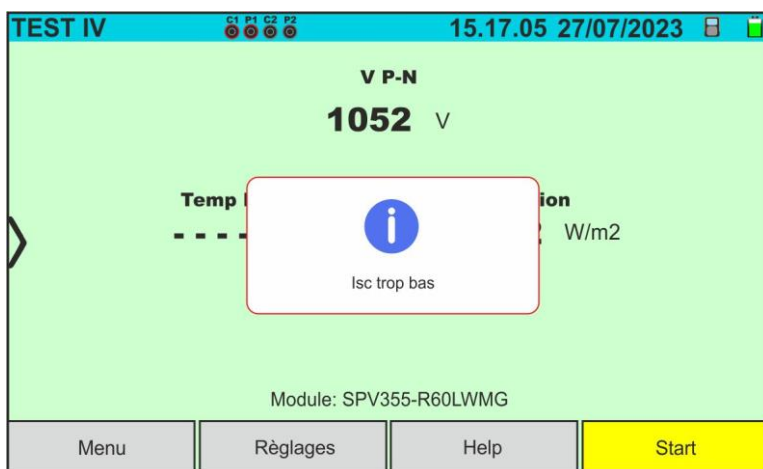 TEST IV C1 P1 C2 P2 15.17.05 27/07/2023
V P-N
1052 V
Temp ion
- - - - W/m2
Isc trop bas
Module: SPV355-R60LWMG
Menu Règlages Help Start